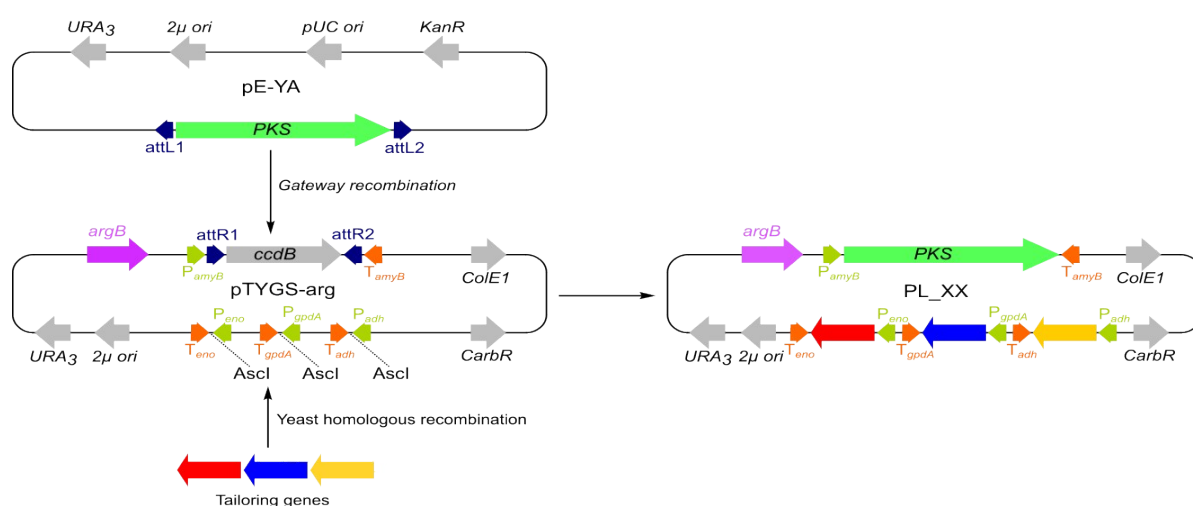 URA3 2μ ori pUC ori KanR
pE-YA
PKS
attL1 attL2
Gateway recombination
argB attR1 attR2
ccdB
PamyB TamyB ColE1
pTYGS-arg
Peno PgpdA Padh
URA3 2μ ori Teno TgpdA Tadh CarbR
AscI AscI AscI
Yeast homologous recombination
Tailoring genes
argB PKS
PamyB TamyB ColE1
PL_XX
Peno PgpdA Padh
URA3 2μ ori Teno TgpdA Tadh CarbR